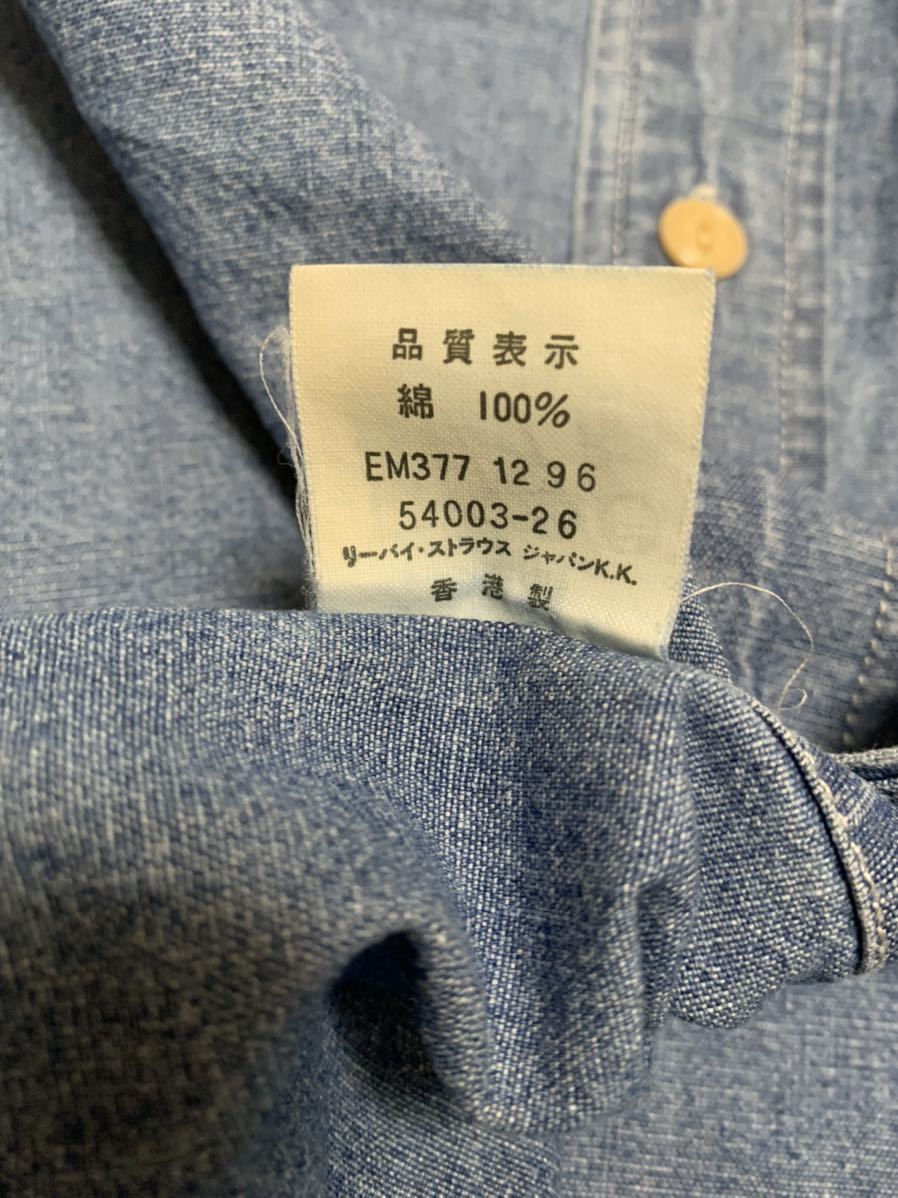 品質表示
綿 100%
EM377 12 96
54003-26
リーバイ・ストラウス ジャパンK.K.
香港製